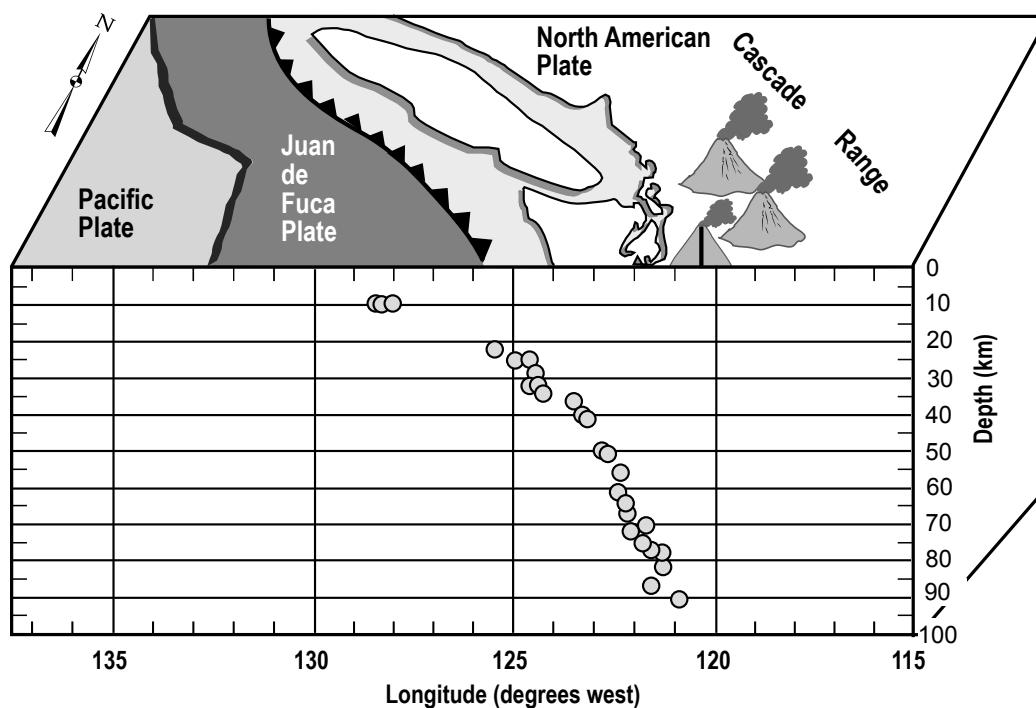 N
North American
Plate
Cascade
Range
Juan
de
Fuca
Plate
Pacific
Plate
0
10
20
30
40
50
60
70
80
90
100
Depth (km)
135
130
125
120
115
Longitude (degrees west)